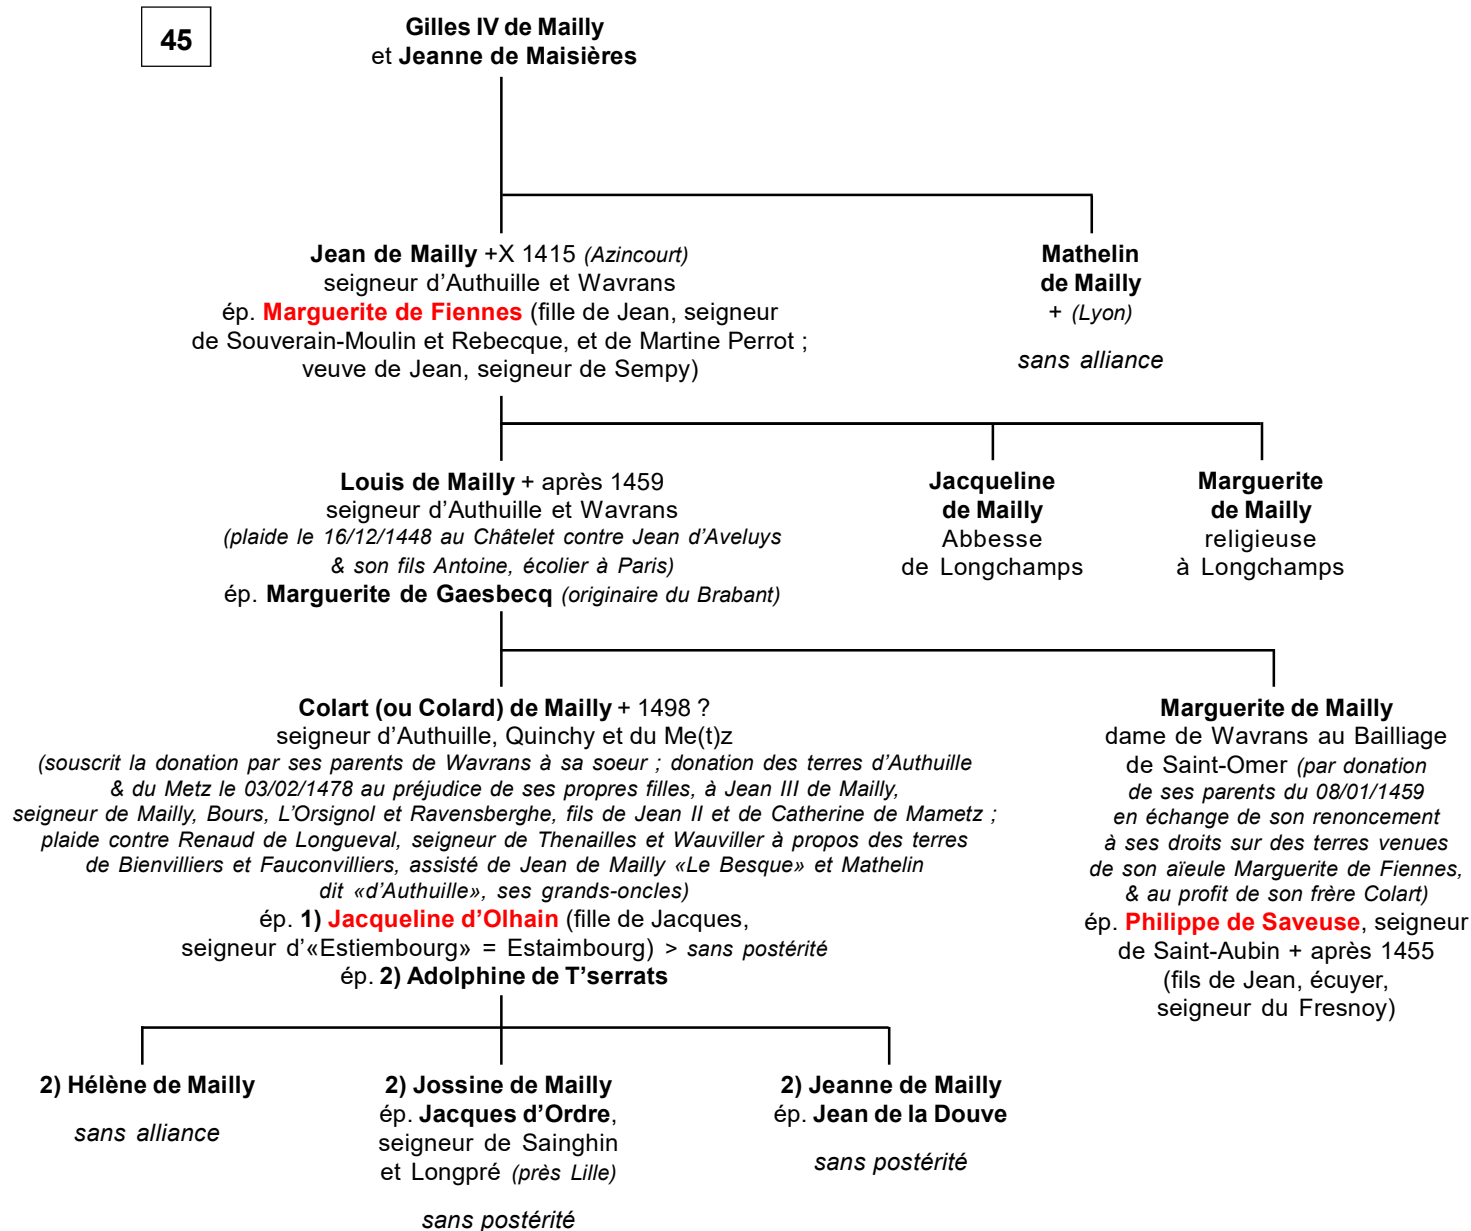 45
Gilles IV de Mailly
et Jeanne de Maisières
Jean de Mailly +X 1415 (Azincourt)
seigneur d’Authuille et Wavrans
ép. Marguerite de Fiennes (fille de Jean, seigneur
de Souverain-Moulin et Rebecque, et de Martine Perrot ;
veuve de Jean, seigneur de Sempy)
Mathelin
de Mailly
+ (Lyon)
sans alliance
Louis de Mailly + après 1459
seigneur d’Authuille et Wavrans
(plaide le 16/12/1448 au Châtelet contre Jean d’Aveluys
& son fils Antoine, écolier à Paris)
ép. Marguerite de Gaesbecq (originaire du Brabant)
Jacqueline
de Mailly
Abbesse
de Longchamps
Marguerite
de Mailly
religieuse
à Longchamps
Colart (ou Colard) de Mailly + 1498 ?
seigneur d’Authuille, Quinchy et du Me(t)z
(souscrit la donation par ses parents de Wavrans à sa soeur ; donation des terres d’Authuille
& du Metz le 03/02/1478 au préjudice de ses propres filles, à Jean III de Mailly,
seigneur de Mailly, Bours, L’Orsignol et Ravensberghe, fils de Jean II et de Catherine de Mametz ;
plaide contre Renaud de Longueval, seigneur de Thenailles et Wauviller à propos des terres
de Bienvilliers et Fauconvilliers, assisté de Jean de Mailly «Le Besque» et Mathelin
dit «d’Authuille», ses grands-oncles)
ép. 1) Jacqueline d’Olhain (fille de Jacques,
seigneur d’«Estiembourg» = Estaimbourg) > sans postérité
ép. 2) Adolphine de T’serrats
Marguerite de Mailly
dame de Wavrans au Bailliage
de Saint-Omer (par donation
de ses parents du 08/01/1459
en échange de son renoncement
à ses droits sur des terres venues
de son aïeule Marguerite de Fiennes,
& au profit de son frère Colart)
ép. Philippe de Saveuse, seigneur
de Saint-Aubin + après 1455
(fils de Jean, écuyer,
seigneur du Fresnoy)
2) Hélène de Mailly
sans alliance
2) Jossine de Mailly
ép. Jacques d’Ordre,
seigneur de Sainghin
et Longpré (près Lille)
sans postérité
2) Jeanne de Mailly
ép. Jean de la Douve
sans postérité